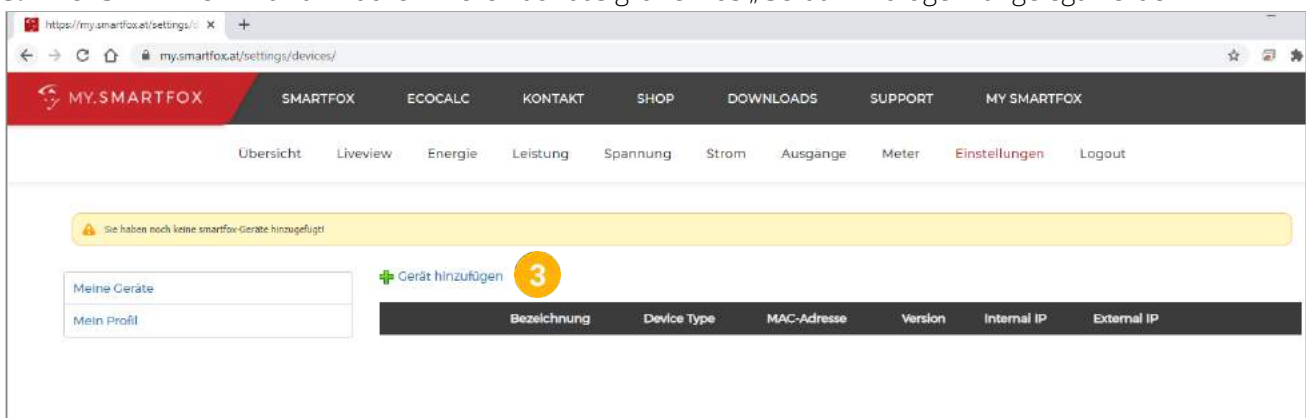 https://my.smartfox.at/settings/d
my.smartfox.at/settings/devices/
MY.SMARTFOX SMARTFOX ECOCALC KONTAKT SHOP DOWNLOADS SUPPORT MY SMARTFOX
Übersicht Liveview Energie Leistung Spannung Strom Ausgänge Meter Einstellungen Logout
Sie haben noch keine smartfox-Geräte hinzugefügt!
Gerät hinzufügen 3
Meine Geräte
Mein Profil
Bezeichnung Device Type MAC-Adresse Version Internal IP External IP